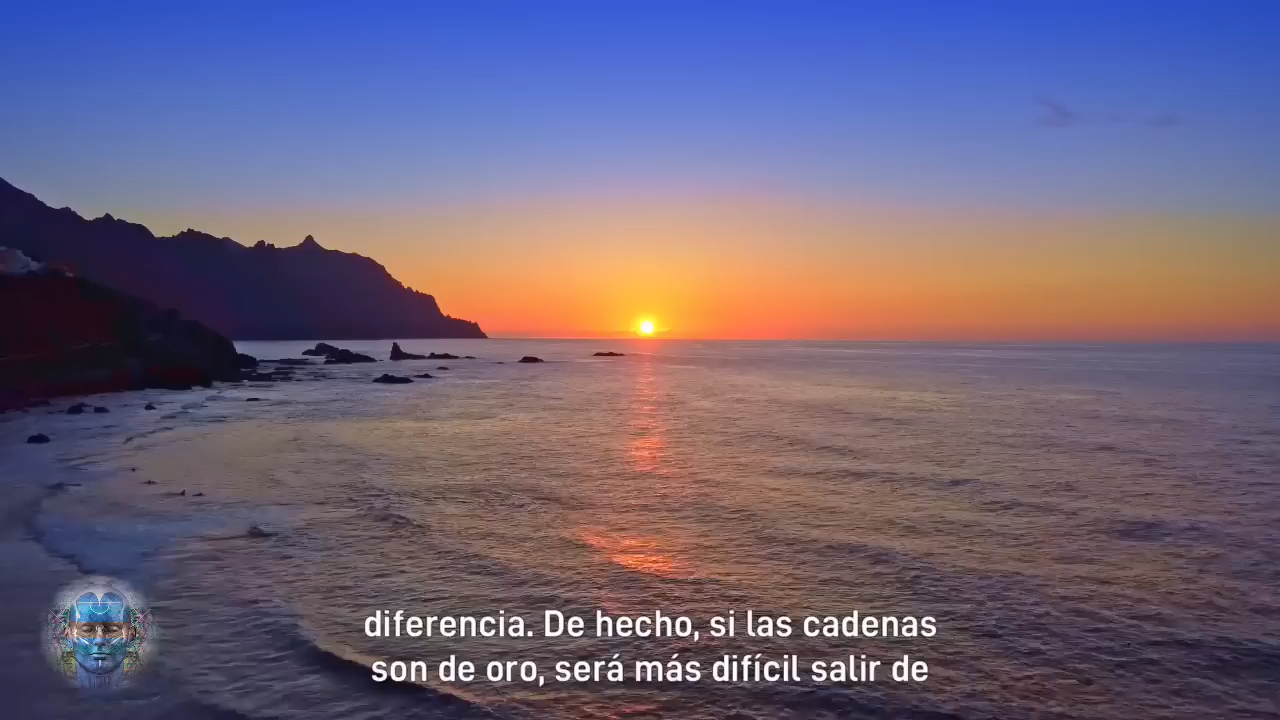 diferencia. De hecho, si las cadenas
son de oro, será más difícil salir de